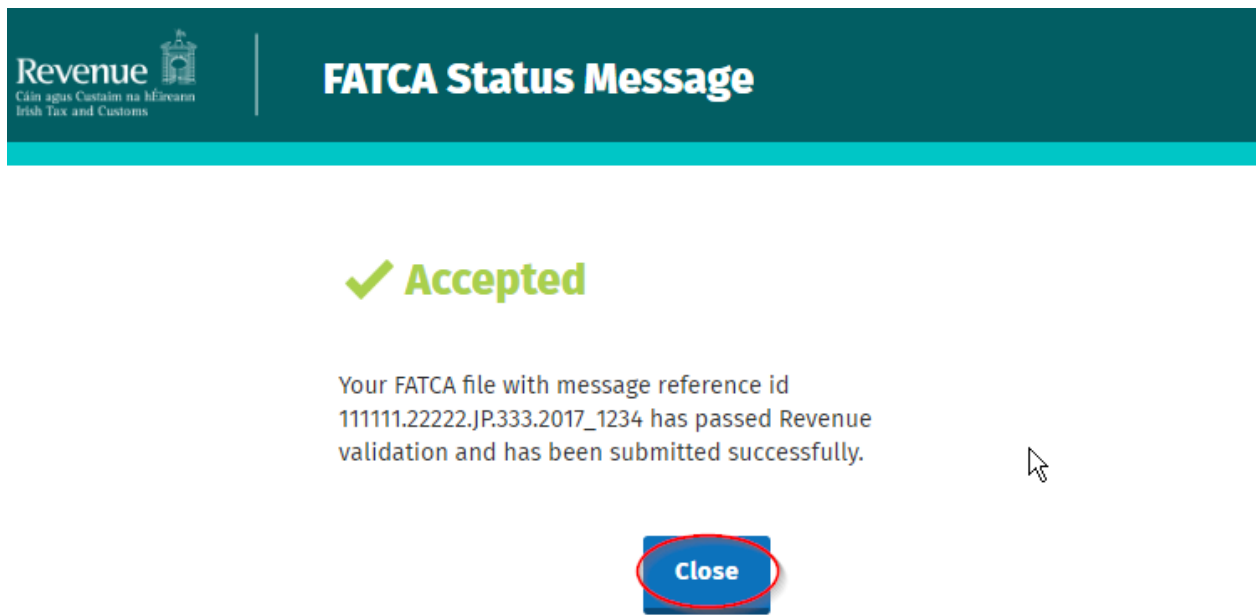 Revenue
Cáin agus Custaim na hÉireann
Irish Tax and Customs
FATCA Status Message
Accepted
Your FATCA file with message reference id
111111.22222.JP.333.2017_1234 has passed Revenue
validation and has been submitted successfully.
Close